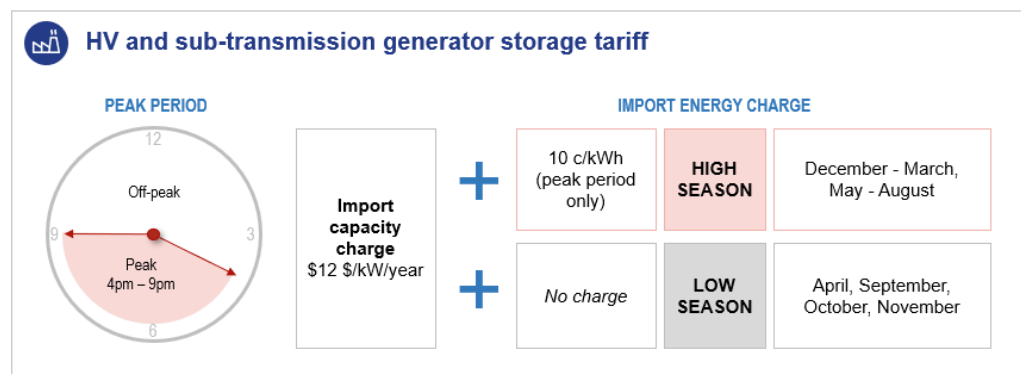 HV and sub-transmission generator storage tariff
PEAK PERIOD
12
Off-peak
9
3
Peak
4pm – 9pm
6
Import
capacity
charge
$12 $/kW/year
IMPORT ENERGY CHARGE
10 c/kWh
(peak period
only)
HIGH
SEASON
December - March,
May - August
No charge
LOW
SEASON
April, September,
October, November